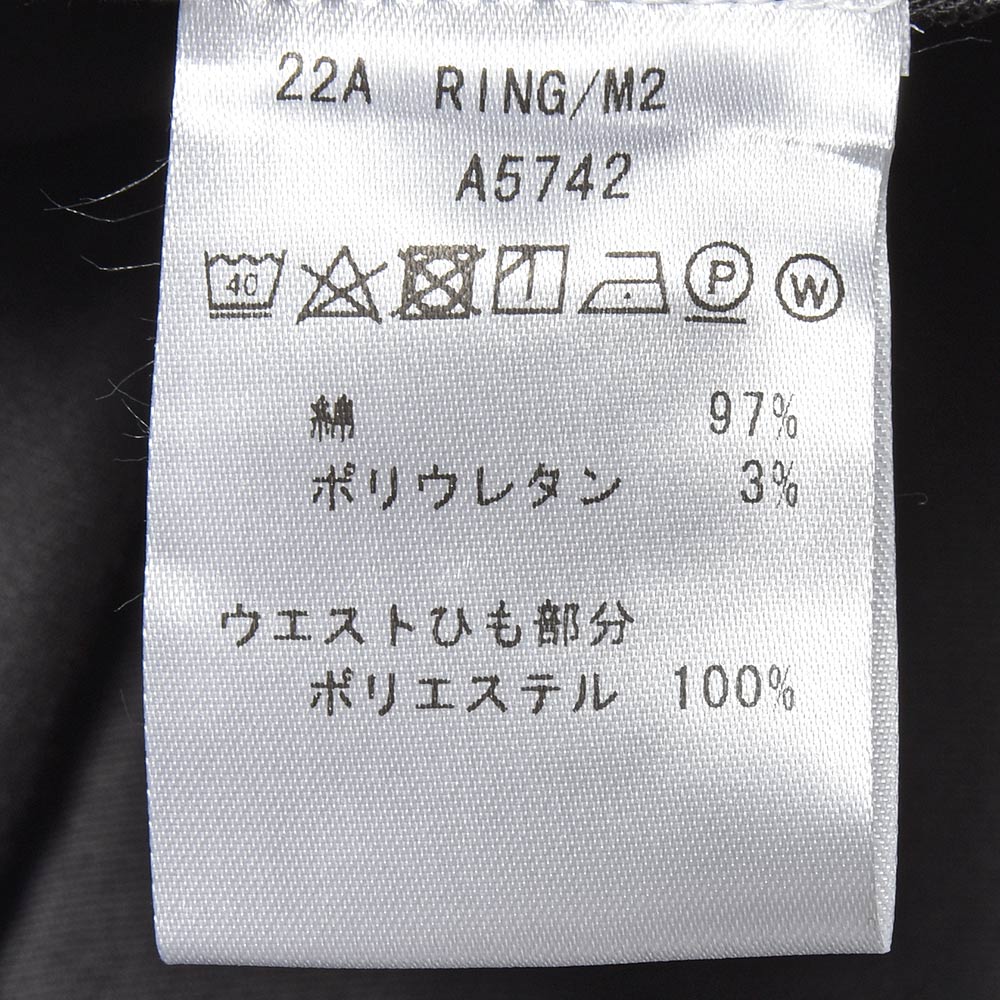 22A RING/M2
A5742
40 P W
綿 97%
ポリウレタン 3%
ウエストひも部分
ポリエステル 100%